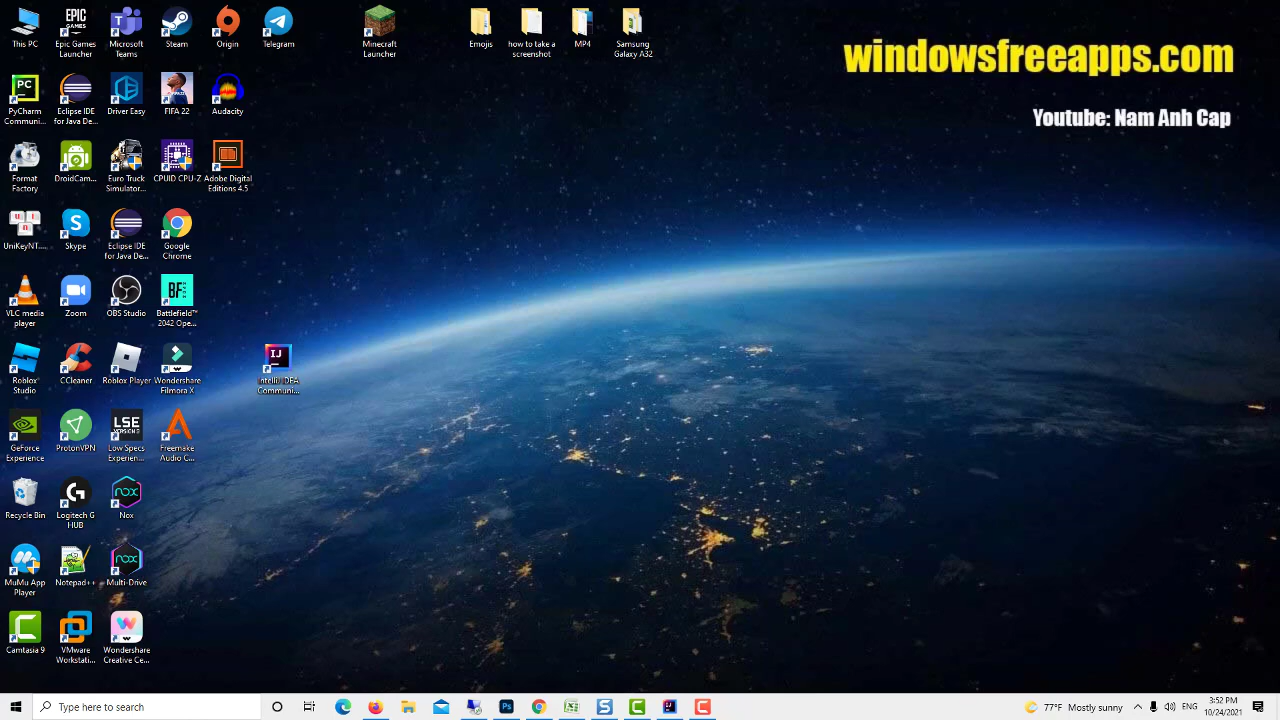 This PC
Epic Games
Launcher
Microsoft
Teams
Steam
Origin
Telegram
Minecraft
Launcher
Emojis
how to take a
screenshot
MP4
Samsung
Galaxy A32
windowsfreeapps.com
Youtube: Nam Anh Cap
PyCharm
Communi...
Eclipse IDE
for Java De...
Driver Easy
FIFA 22
Audacity
Format
Factory
DroidCam...
Euro Truck
Simulator...
CPUID CPU-Z
Adobe Digital
Editions 4.5
UniKeyNT....
Skype
Eclipse IDE
for Java De...
Google
Chrome
VLC media
player
Zoom
OBS Studio
Battlefield™
2042 Ope...
Roblox
Studio
CCleaner
Roblox Player
Wondershare
Filmora X
IntelliJ IDEA
Communi...
GeForce
Experience
ProtonVPN
Low Specs
Experien...
Freemake
Audio C...
Recycle Bin
Logitech G
HUB
Nox
MuMu App
Player
Notepad++
Multi-Drive
Camtasia 9
VMware
Workstati...
Wondershare
Creative Ce...
Type here to search
77°F Mostly sunny
ENG
3:52 PM
10/24/2021